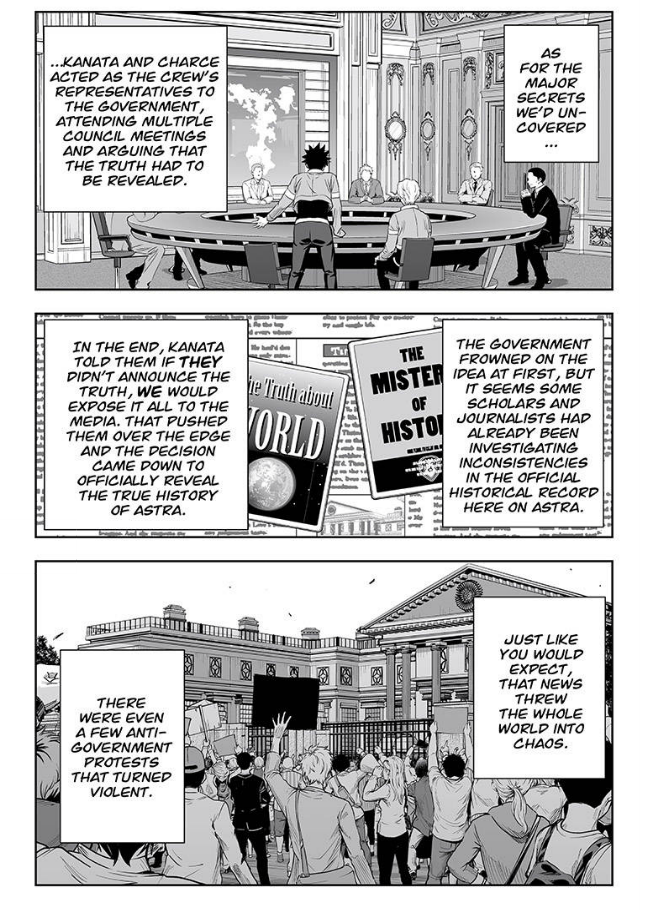 AS
FOR THE
MAJOR
SECRETS
WE'D UN-
COVERED
...
...KANATA AND CHARCE
ACTED AS THE CREW'S
REPRESENTATIVES TO
THE GOVERNMENT,
ATTENDING MULTIPLE
COUNCIL MEETINGS
AND ARGUING THAT
THE TRUTH HAD TO
BE REVEALED.
THE GOVERNMENT
FROWNED ON THE
IDEA AT FIRST, BUT
IT SEEMS SOME
SCHOLARS AND
JOURNALISTS HAD
ALREADY BEEN
INVESTIGATING
INCONSISTENCIES
IN THE OFFICIAL
HISTORICAL RECORD
HERE ON ASTRA.
THE
MISTER
OF
HISTO
he Truth about
ORLD
IN THE END, KANATA
TOLD THEM IF THEY
DIDN'T ANNOUNCE THE
TRUTH, WE WOULD
EXPOSE IT ALL TO THE
MEDIA. THAT PUSHED
THEM OVER THE EDGE
AND THE DECISION
CAME DOWN TO
OFFICIALLY REVEAL
THE TRUE HISTORY
OF ASTRA.
JUST LIKE
YOU WOULD
EXPECT,
THAT NEWS
THREW
THE WHOLE
WORLD INTO
CHAOS.
THERE
WERE EVEN
A FEW ANTI-
GOVERNMENT
PROTESTS
THAT TURNED
VIOLENT.